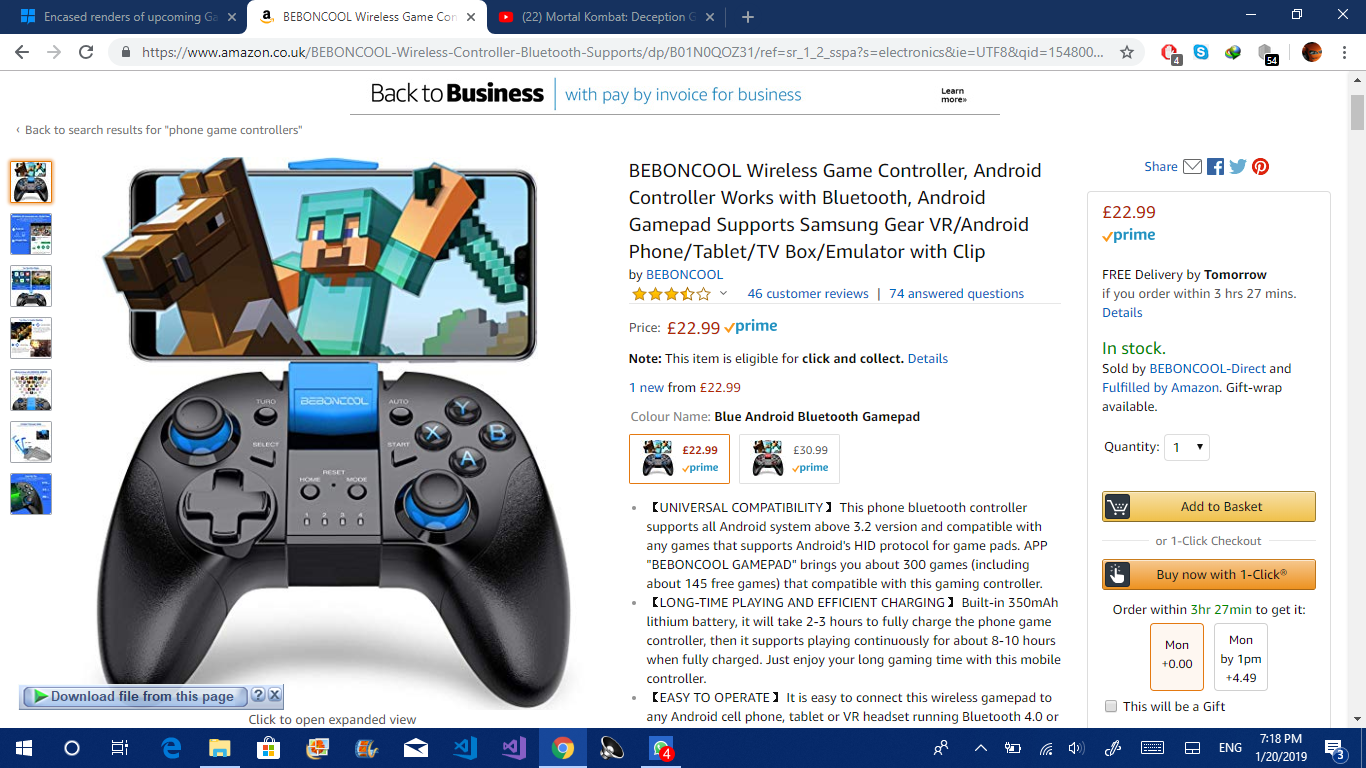 Encased renders of upcoming Ga
BEBONCOOL Wireless Game Con
(22) Mortal Kombat: Deception G
https://www.amazon.co.uk/BEBONCOOL-Wireless-Controller-Bluetooth-Supports/dp/B01N0QOZ31/ref=sr_1_2_sspa?s=electronics&ie=UTF8&qid=154800...
4
54
Back to Business
with pay by invoice for business
Learn
more»
‹ Back to search results for "phone game controllers"
BEBONCOOL
TURO
AUTO
SELECT
START
Y
X
B
A
RESET
HOME
MODE
1 2 3 4
Download file from this page
? X
Click to open expanded view
BEBONCOOL Wireless Game Controller, Android
Controller Works with Bluetooth, Android
Gamepad Supports Samsung Gear VR/Android
Phone/Tablet/TV Box/Emulator with Clip
by BEBONCOOL
46 customer reviews | 74 answered questions
Price: £22.99 prime
Note: This item is eligible for click and collect. Details
1 new from £22.99
Colour Name: Blue Android Bluetooth Gamepad
£22.99
prime
£30.99
prime
• 【UNIVERSAL COMPATIBILITY】This phone bluetooth controller
supports all Android system above 3.2 version and compatible with
any games that supports Android's HID protocol for game pads. APP
"BEBONCOOL GAMEPAD" brings you about 300 games (including
about 145 free games) that compatible with this gaming controller.
• 【LONG-TIME PLAYING AND EFFICIENT CHARGING】Built-in 350mAh
lithium battery, it will take 2-3 hours to fully charge the phone game
controller, then it supports playing continuously for about 8-10 hours
when fully charged. Just enjoy your long gaming time with this mobile
controller.
• 【EASY TO OPERATE】It is easy to connect this wireless gamepad to
any Android cell phone, tablet or VR headset running Bluetooth 4.0 or
Share
£22.99
prime
FREE Delivery by Tomorrow
if you order within 3 hrs 27 mins.
Details
In stock.
Sold by BEBONCOOL-Direct and
Fulfilled by Amazon. Gift-wrap
available.
Quantity: 1
Add to Basket
or 1-Click Checkout
Buy now with 1-Click®
Order within 3hr 27min to get it:
Mon
+0.00
Mon
by 1pm
+4.49
This will be a Gift
4
ENG
7:18 PM
1/20/2019
3